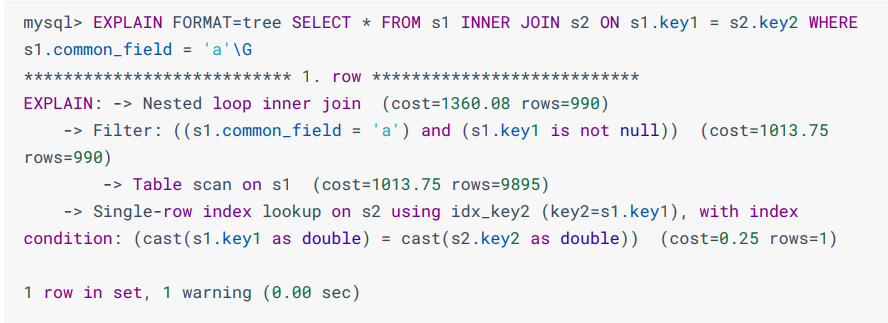 mysql> EXPLAIN FORMAT=tree SELECT * FROM s1 INNER JOIN s2 ON s1.key1 = s2.key2 WHERE
s1.common_field = 'a'\G
*************************** 1. row ***************************
EXPLAIN: -> Nested loop inner join  (cost=1360.08 rows=990)
    -> Filter: ((s1.common_field = 'a') and (s1.key1 is not null))  (cost=1013.75
rows=990)
        -> Table scan on s1  (cost=1013.75 rows=9895)
    -> Single-row index lookup on s2 using idx_key2 (key2=s1.key1), with index
condition: (cast(s1.key1 as double) = cast(s2.key2 as double))  (cost=0.25 rows=1)
1 row in set, 1 warning (0.00 sec)